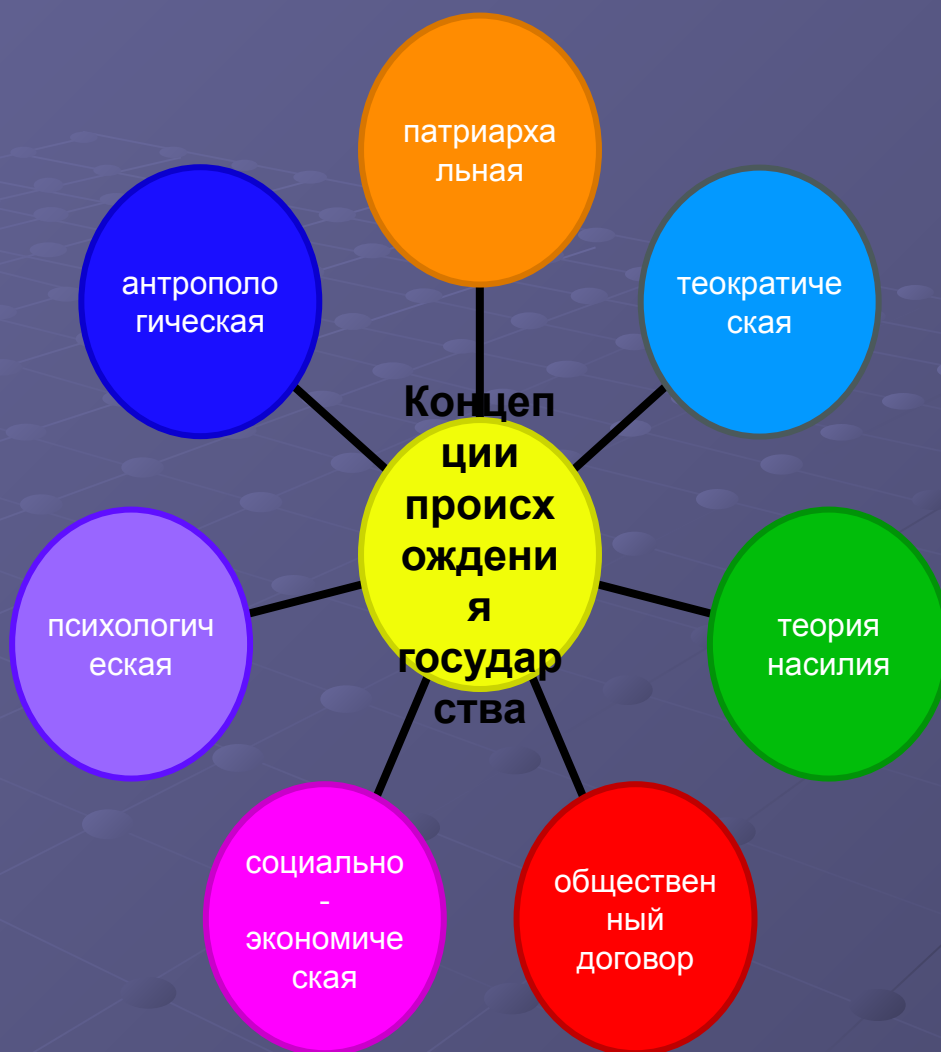 патриарха
льная
теократиче
ская
теория
насилия
обществен
ный
договор
социально
-
экономиче
ская
психологич
еская
антрополо
гическая
Концеп
ции
происх
ождени
я
государ
ства